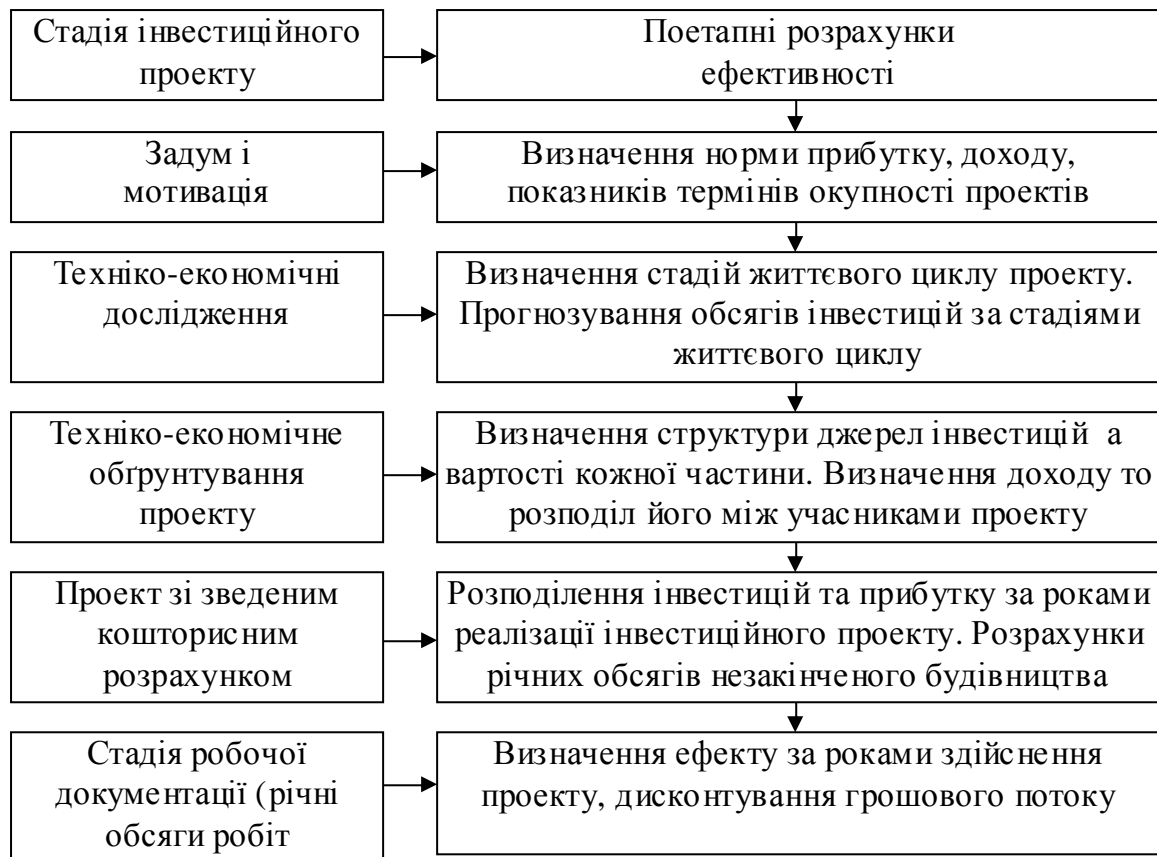 Стадія інвестиційного
проекту
Поетапні розрахунки
ефективності
Задум і
мотивація
Визначення норми прибутку, доходу,
показників термінів окупності проектів
Техніко-економічні
дослідження
Визначення стадій життєвого циклу проекту.
Прогнозування обсягів інвестицій за стадіями
життєвого циклу
Техніко-економічне
обґрунтування
проекту
Визначення структури джерел інвестицій а
вартості кожної частини. Визначення доходу то
розподіл його між учасниками проекту
Проект зі зведеним
кошторисним
розрахунком
Розподілення інвестицій та прибутку за роками
реалізації інвестиційного проекту. Розрахунки
річних обсягів незакінченого будівництва
Стадія робочої
документації (річні
обсяги робіт
Визначення ефекту за роками здійснення
проекту, дисконтування грошового потоку